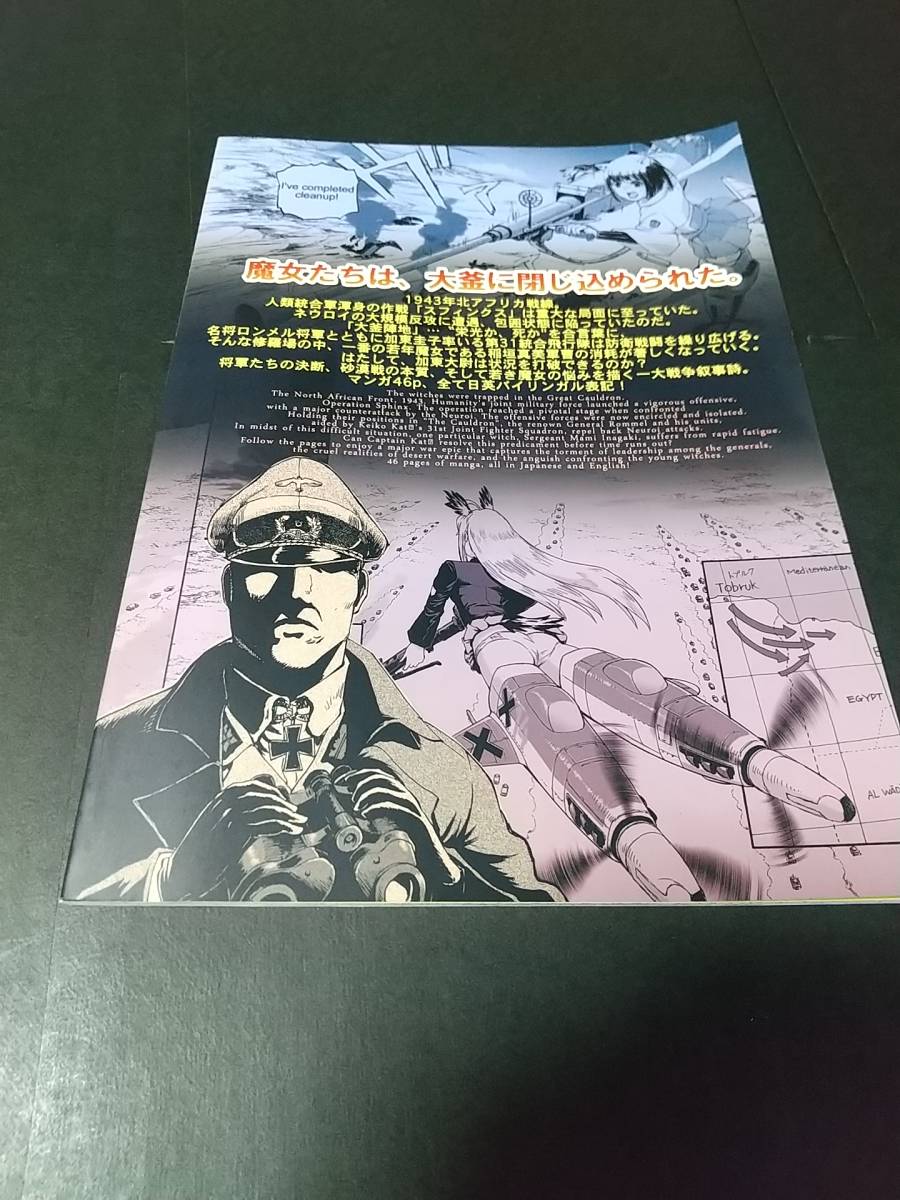 I've completed
cleanup!
魔女たちは、大釜に閉じ込められた。
1943年北アフリカ戦線
人類統合軍渾身の作戦「スフィンクス」は重大な局面に至っていた。
ネウロイの大規模反攻に遭遇、包囲状態に陥っていたのだ。
「大釜陣地」… "栄光か、死か"を合言葉に
名将ロンメル将軍とともに加東圭子率いる第31統合飛行隊は防衛戦闘を繰り広げる。
そんな修羅場の中、一番の若年魔女である稲垣真美軍曹の消耗が著しくなっていく。
はたして、加東大尉は状況を打破できるのか？
将軍たちの決断、砂漠戦の本質、そして若き魔女の悩みを描く一大戦争叙事詩。
マンガ46p、全て日英バイリンガル表記！
The witches were trapped in the Great Cauldron.
The North African Front, 1943. Humanity's joint military force launched a vigorous offensive,
Operation Sphinx. The operation reached a pivotal stage when confronted
with a major counterattack by the Neuroi. The offensive forces were now encircled and isolated.
Holding their positions in "The Cauldron," the renown General Rommel and his units,
aided by Keiko Kat 's 31st Joint Fighter Squadron, repel back Neuroi attacks.
In midst of this difficult situation, one particular witch, Sergeant Mami Inagaki, suffers from rapid fatigue.
Can Captain Kat  resolve this predicament before time runs out?
Follow the pages to enjoy a major war epic that captures the torment of leadership among the generals,
the cruel realities of desert warfare, and the anguish confronting the young witches.
46 pages of manga, all in Japanese and English!
トブルク
Tobruk
Mediterranean
EGYPT
AL WĀD